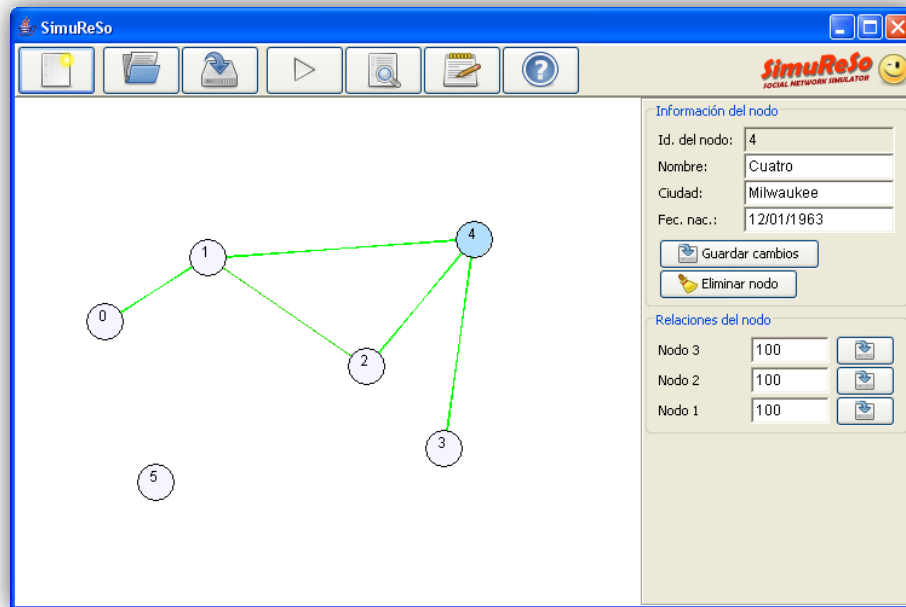 SimuReSo
SimuReSo
SOCIAL NETWORK SIMULATOR
Información del nodo
Id. del nodo: 4
Nombre: Cuatro
Ciudad: Milwaukee
Fec. nac.: 12/01/1963
Guardar cambios
Eliminar nodo
Relaciones del nodo
Nodo 3 100
Nodo 2 100
Nodo 1 100
4
1
0
2
3
5